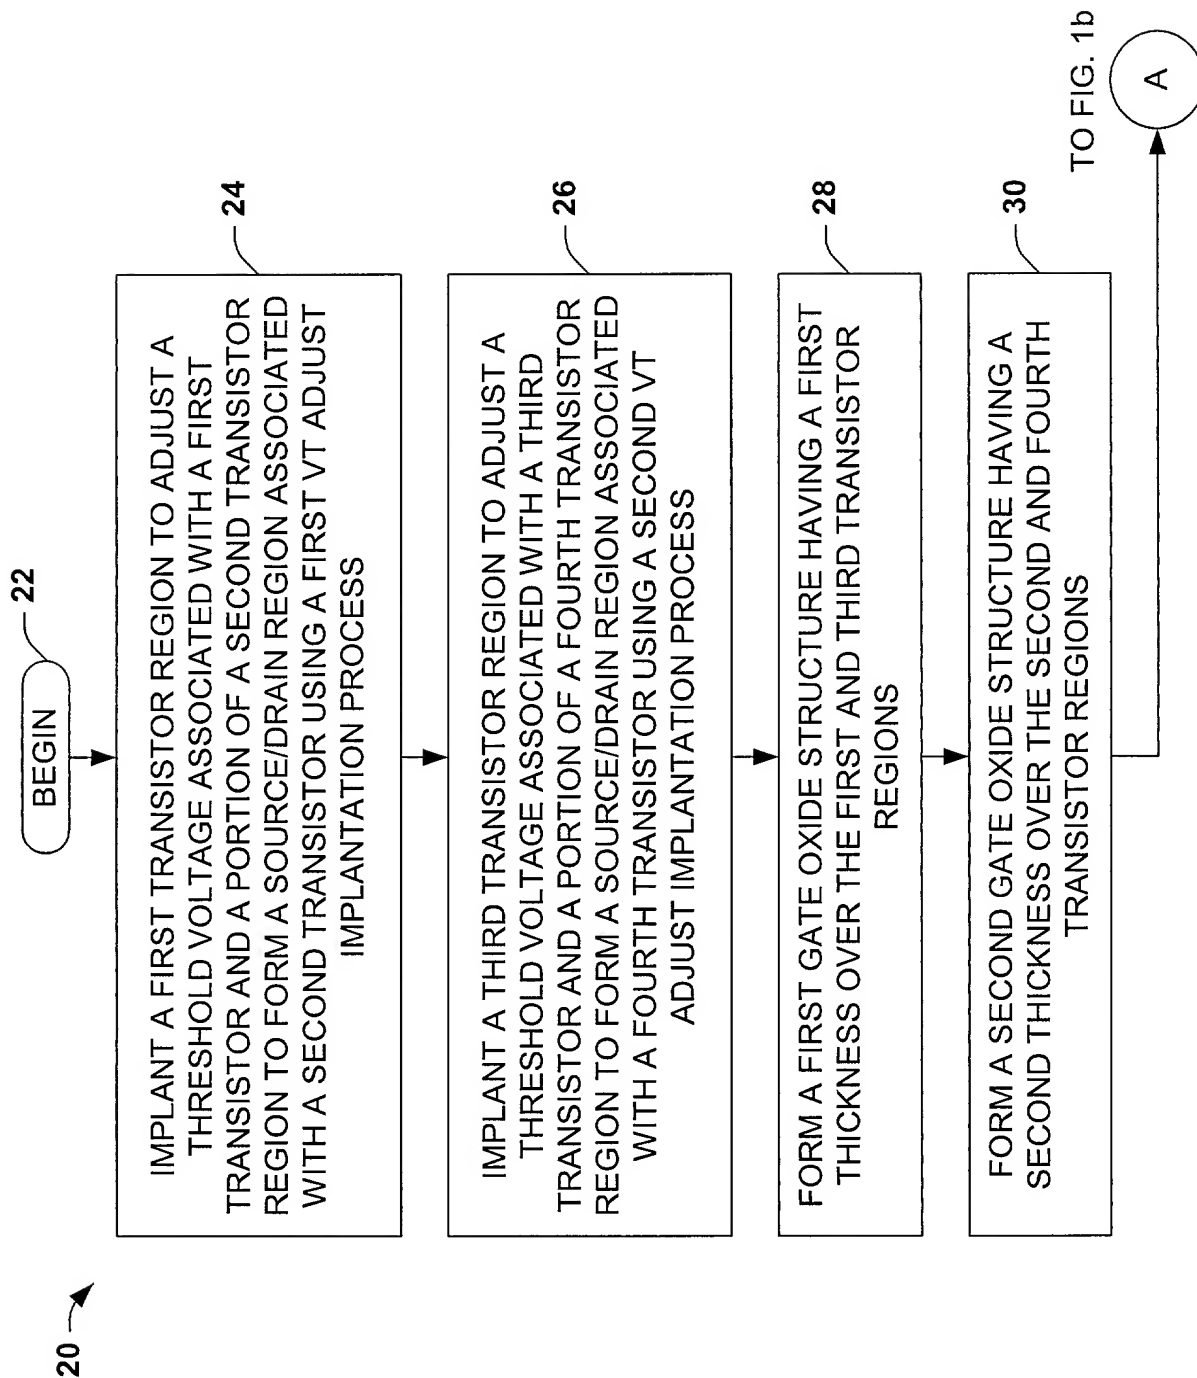 20
BEGIN
22
IMPLANT A FIRST TRANSISTOR REGION TO ADJUST A
THRESHOLD VOLTAGE ASSOCIATED WITH A FIRST
TRANSISTOR AND A PORTION OF A SECOND TRANSISTOR
REGION TO FORM A SOURCE/DRAIN REGION ASSOCIATED
WITH A SECOND TRANSISTOR USING A FIRST VT ADJUST
IMPLANTATION PROCESS
24
IMPLANT A THIRD TRANSISTOR REGION TO ADJUST A
THRESHOLD VOLTAGE ASSOCIATED WITH A THIRD
TRANSISTOR AND A PORTION OF A FOURTH TRANSISTOR
REGION TO FORM A SOURCE/DRAIN REGION ASSOCIATED
WITH A FOURTH TRANSISTOR USING A SECOND VT
ADJUST IMPLANTATION PROCESS
26
FORM A FIRST GATE OXIDE STRUCTURE HAVING A FIRST
THICKNESS OVER THE FIRST AND THIRD TRANSISTOR
REGIONS
28
FORM A SECOND GATE OXIDE STRUCTURE HAVING A
SECOND THICKNESS OVER THE SECOND AND FOURTH
TRANSISTOR REGIONS
30
TO FIG. 1b
A